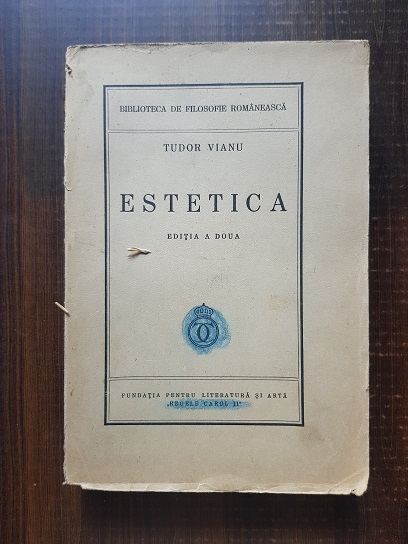 BIBLIOTECA DE FILOSOFIE ROMÂNEASCĂ
TUDOR VIANU
ESTETICA
EDIȚIA A DOUA
FUNDAȚIA PENTRU LITERATURĂ ȘI ARTĂ
„REGELE CAROL II”